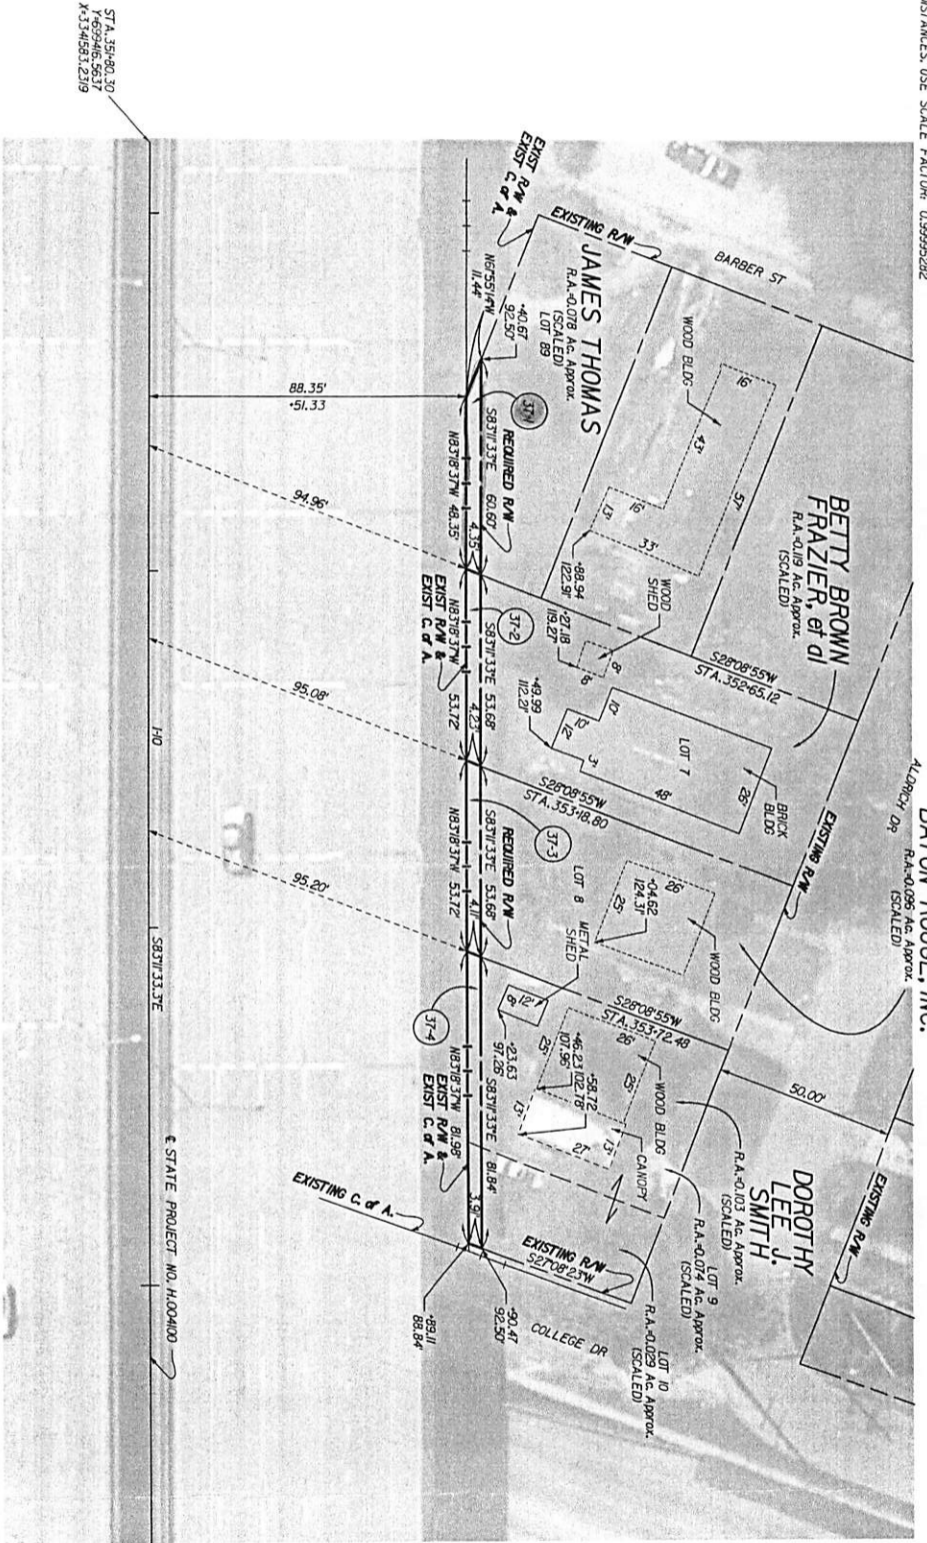 DISTANCES. USE SCALE FACTOR: 0.99995282
STA.351+80.30
Y=699416.5637
X=3341583.2319
EXIST R/W &
EXIST C. of A.
EXISTING R/W
BARBER ST
JAMES THOMAS
R.A.=0.078 Ac. Approx.
(SCALED)
LOT 89
N61°55'14"W
11.44'
+40.67
92.50'
37-1
REQUIRED R/W
S83°11'33"E 60.60'
N83°18'37"W 48.35'
4.35'
88.35'
+51.33
94.96'
WOOD BLDG
16'
43'
57'
16'
13'
33'
+88.94
122.91'
BETTY BROWN
FRAZIER, et al
R.A.=0.119 Ac. Approx.
(SCALED)
WOOD
SHED
+27.18
119.27'
8'
8'
S28°08'55"W
STA.352+65.12
37-2
S83°11'33"E 53.68'
N83°18'37"W 53.72'
EXIST R/W &
EXIST C. of A.
4.23'
95.08'
+49.99
112.21'
10'
10'
12'
3'
48'
26'
LOT 7
BRICK
BLDG
S28°08'55"W
STA.353+18.80
EXISTING R/W
ALDRICH DR
BATON ROUGE, INC.
R.A.=0.096 Ac. Approx.
(SCALED)
37-3
REQUIRED R/W
S83°11'33"E 53.68'
N83°18'37"W 53.72'
4.11'
95.20'
LOT 8
METAL
SHED
26'
25'
+04.62
124.31'
WOOD BLDG
S28°08'55"W
STA.353+72.48
12'
8'
+23.63
97.26'
26'
25'
25'
+46.23
107.96'
+58.72
102.78'
WOOD BLDG
CANOPY
13'
13'
27'
37-4
S83°11'33"E 81.84'
N83°18'37"W 81.98'
EXIST R/W &
EXIST C. of A.
3.91'
50.00'
DOROTHY
LEE J.
SMITH
R.A.=0.103 Ac. Approx.
(SCALED)
LOT 9
R.A.=0.074 Ac. Approx.
(SCALED)
LOT 10
R.A.=0.029 Ac. Approx.
(SCALED)
EXISTING R/W
EXISTING R/W
S27°08'23"W
COLLEGE DR
+90.47
92.50'
+89.11
88.84'
EXISTING C. of A.
I-10
S83°11'33.3"E
℄ STATE PROJECT NO. H.004100